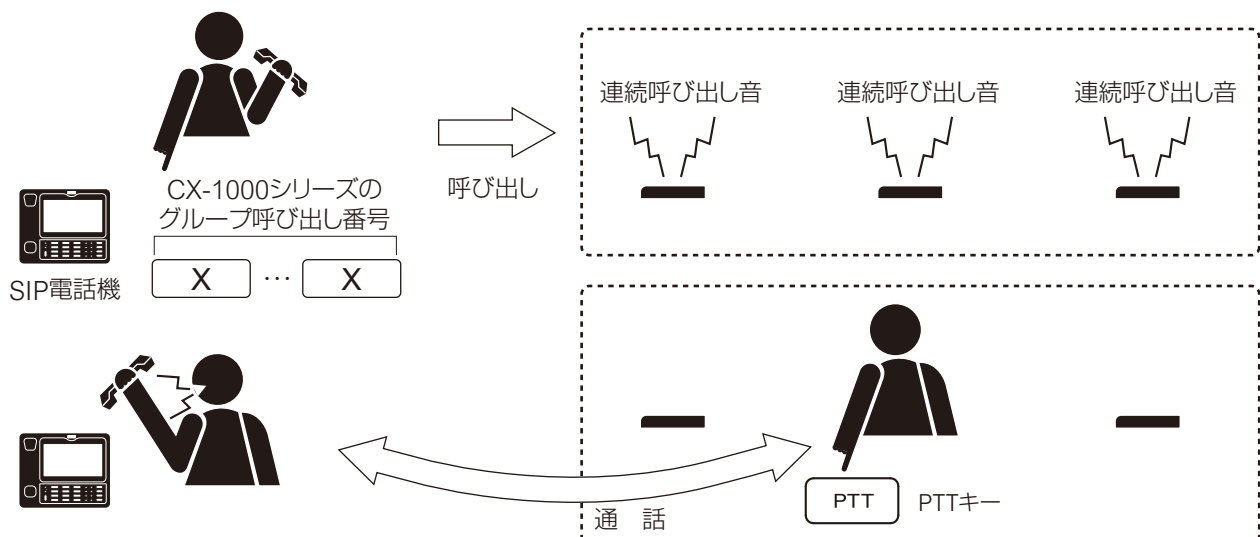 連続呼び出し音
連続呼び出し音
連続呼び出し音
呼び出し
CX-1000シリーズの
グループ呼び出し番号
X … X
SIP電話機
PTT
PTTキー
通 話